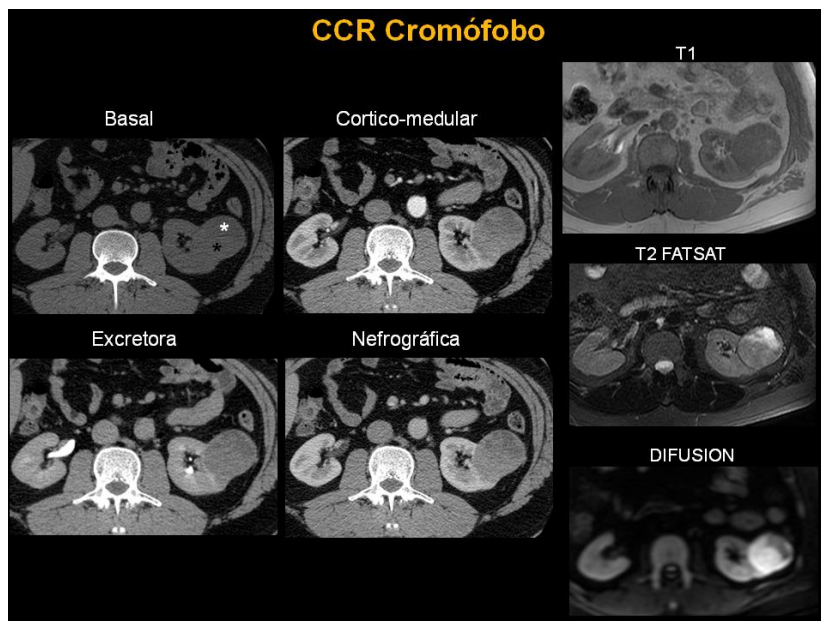 CCR Cromófobo
Basal
Cortico-medular
Excretora
Nefrográfica
T1
T2 FATSAT
DIFUSION